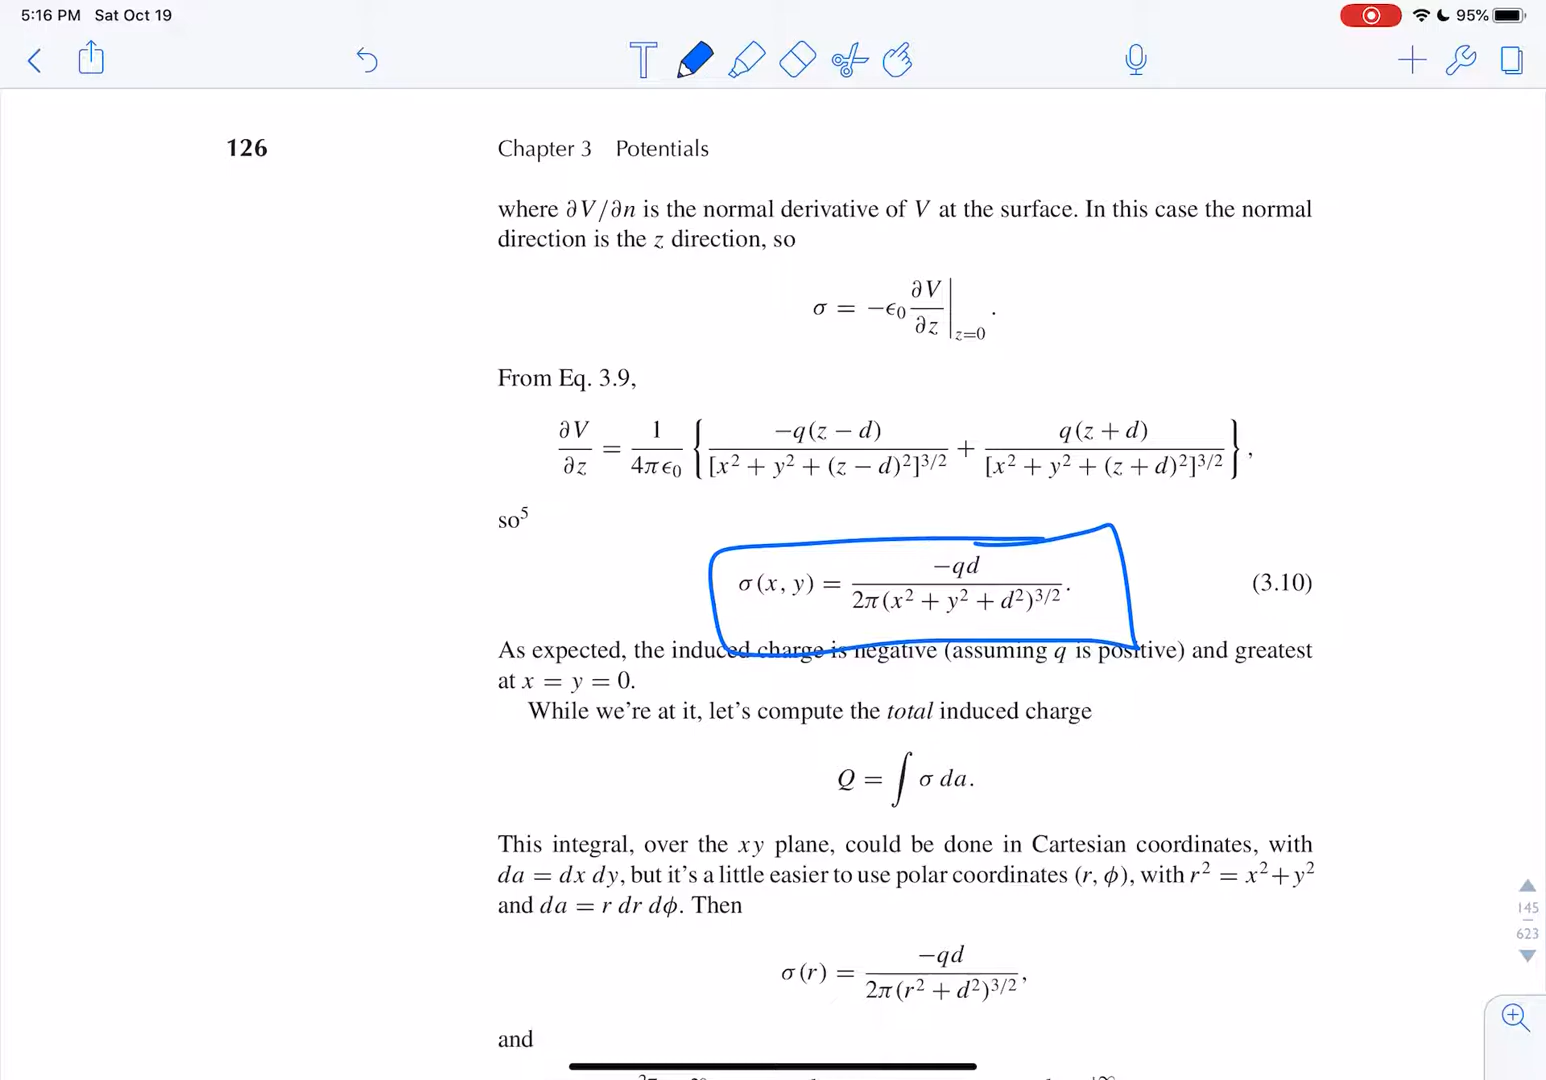 5:16 PM Sat Oct 19
95%
126 Chapter 3 Potentials
where ∂V/∂n is the normal derivative of V at the surface. In this case the normal
direction is the z direction, so
σ = −ϵ₀ ∂V/∂z |z=0 .
From Eq. 3.9,
∂V/∂z = 1/4πϵ₀ { −q(z − d)/[x² + y² + (z − d)²]^3/2 + q(z + d)/[x² + y² + (z + d)²]^3/2 } ,
so⁵
σ(x, y) = −qd/2π(x² + y² + d²)^3/2 . (3.10)
As expected, the induced charge is negative (assuming q is positive) and greatest
at x = y = 0.
While we're at it, let's compute the total induced charge
Q = ∫ σ da.
This integral, over the xy plane, could be done in Cartesian coordinates, with
da = dx dy, but it's a little easier to use polar coordinates (r, ϕ), with r² = x² + y²
and da = r dr dϕ. Then
σ(r) = −qd/2π(r² + d²)^3/2 ,
and
145
623